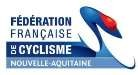 FÉDÉRATION
FRANÇAISE
DE CYCLISME
NOUVELLE-AQUITAINE